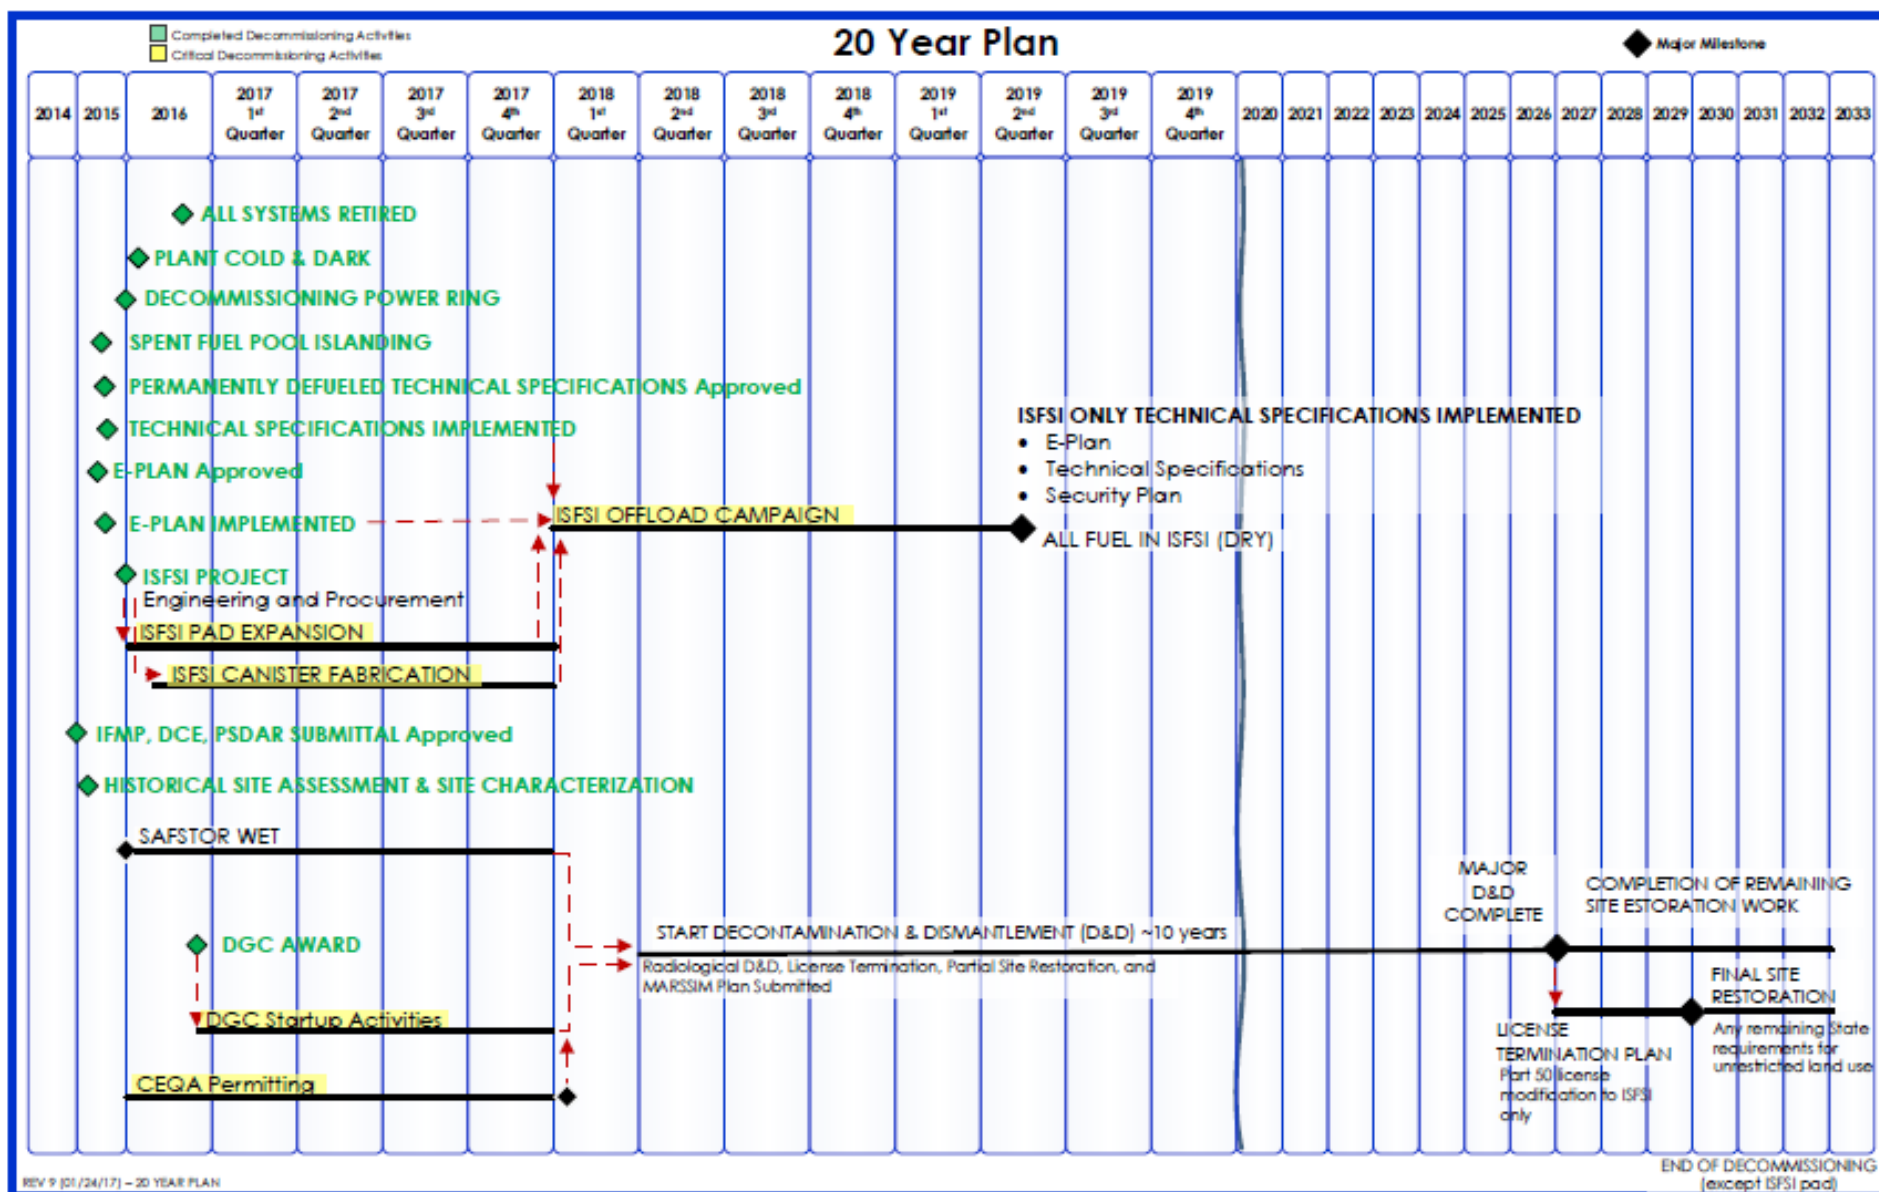 Completed Decommissioning Activities
Critical Decommissioning Activities
20 Year Plan
Major Milestone
2014 2015 2016 2017 1st Quarter 2017 2nd Quarter 2017 3rd Quarter 2017 4th Quarter 2018 1st Quarter 2018 2nd Quarter 2018 3rd Quarter 2018 4th Quarter 2019 1st Quarter 2019 2nd Quarter 2019 3rd Quarter 2019 4th Quarter 2020 2021 2022 2023 2024 2025 2026 2027 2028 2029 2030 2031 2032 2033
ALL SYSTEMS RETIRED
PLANT COLD & DARK
DECOMMISSIONING POWER RING
SPENT FUEL POOL ISLANDING
PERMANENTLY DEFUELED TECHNICAL SPECIFICATIONS Approved
TECHNICAL SPECIFICATIONS IMPLEMENTED
E-PLAN Approved
E-PLAN IMPLEMENTED
ISFSI OFFLOAD CAMPAIGN
ISFSI ONLY TECHNICAL SPECIFICATIONS IMPLEMENTED
• E-Plan
• Technical Specifications
• Security Plan
ALL FUEL IN ISFSI (DRY)
ISFSI PROJECT
Engineering and Procurement
ISFSI PAD EXPANSION
ISFSI CANISTER FABRICATION
IFMP, DCE, PSDAR SUBMITTAL Approved
HISTORICAL SITE ASSESSMENT & SITE CHARACTERIZATION
SAFSTOR WET
DGC AWARD
DGC Startup Activities
CEQA Permitting
START DECONTAMINATION & DISMANTLEMENT (D&D) ~10 years
Radiological D&D, License Termination, Partial Site Restoration, and
MARSSIM Plan Submitted
MAJOR
D&D
COMPLETE
COMPLETION OF REMAINING
SITE ESTORATION WORK
FINAL SITE
RESTORATION
Any remaining State
requirements for
unrestricted land use
LICENSE
TERMINATION PLAN
Part 50 license
modification to ISFSI
only
REV 9 (01/24/17) – 20 YEAR PLAN
END OF DECOMMISSIONING
(except ISFSI pad)